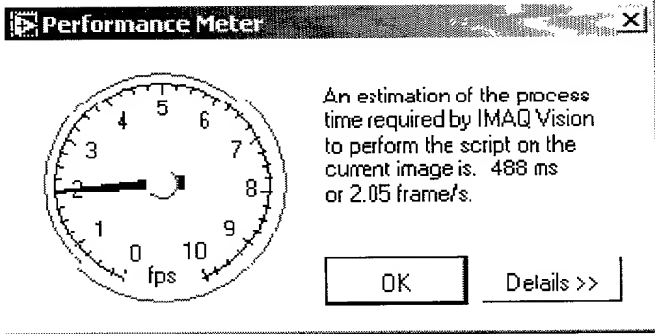 Performance Meter
An estimation of the process
time required by IMAQ Vision
to perform the script on the
current image is. 488 ms
or 2.05 frame/s.
5
4
6
3
7
2
8
1
9
0
10
fps
OK
Details >>